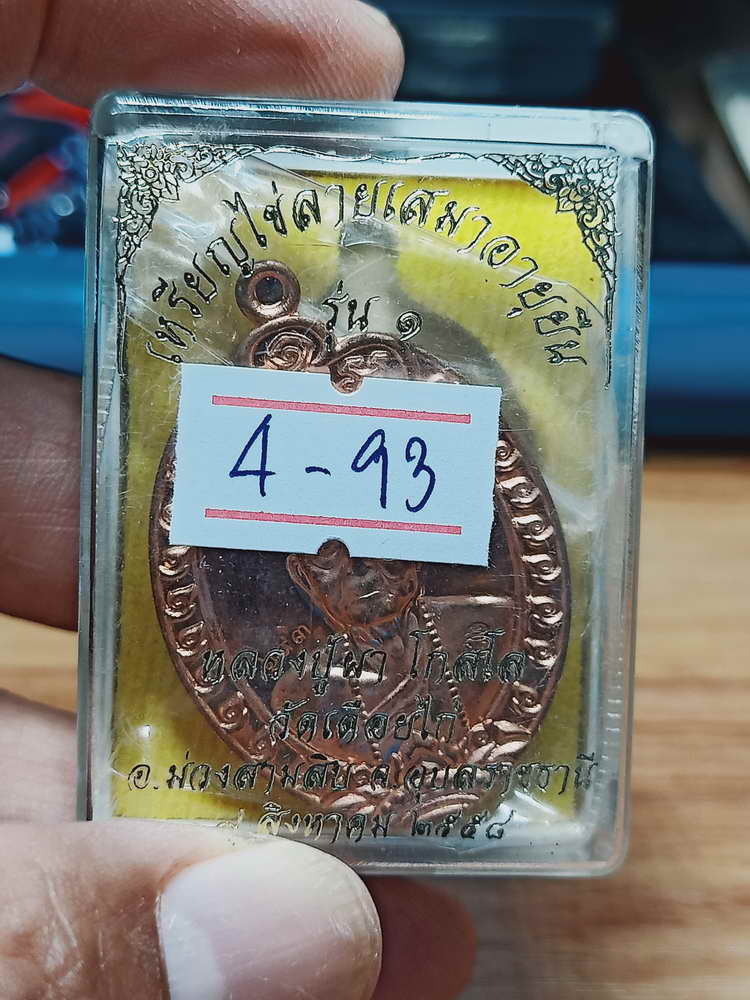 เหรียญไข่ลายเสมาอายุยืน
รุ่น ๑
4-93
หลวงปู่ผา โกสโล
วัดเดือยไก่
อ.ม่วงสามสิบ จ.อุบลราชธานี
สิงหาคม ๒๕๕๘